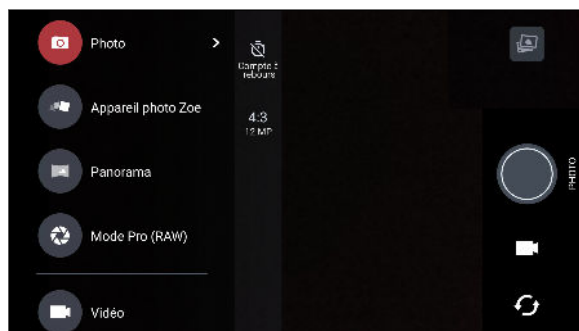 Photo
Appareil photo Zoe
Panorama
Mode Pro (RAW)
Vidéo
Compte à
rebours
4:3
12 MP
PHOTO